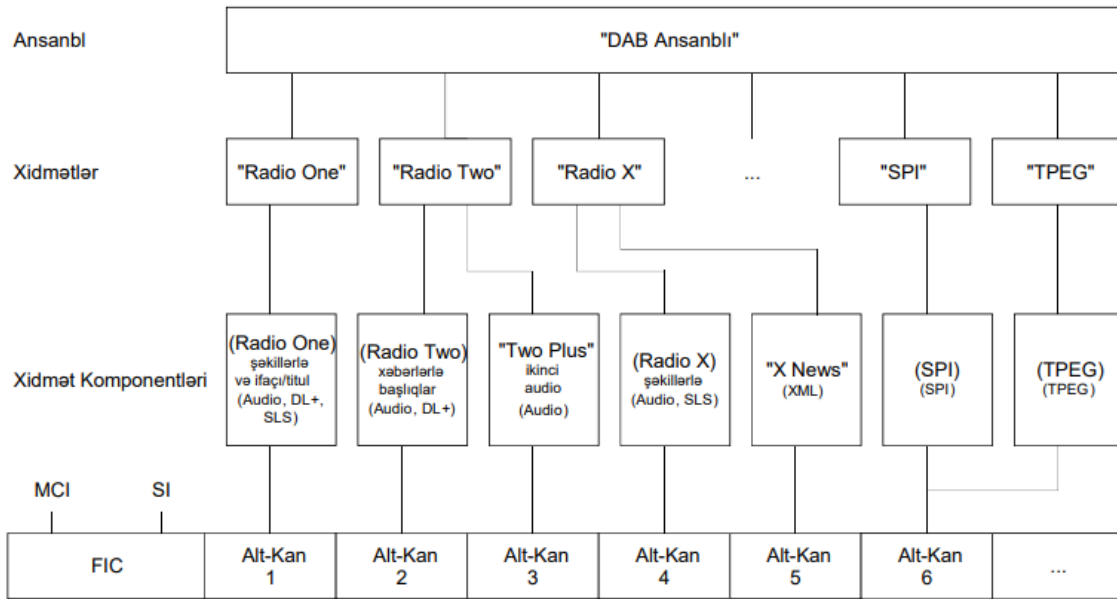 Ansanbl
"DAB Ansanblı"
Xidmətlər
"Radio One"
"Radio Two"
"Radio X"
...
"SPI"
"TPEG"
Xidmət Komponentləri
(Radio One)
şəkillərlə
və ifaçı/titul
(Audio, DL+,
SLS)
(Radio Two)
xəbərlərlə
başlıqlar
(Audio, DL+)
"Two Plus"
ikinci
audio
(Audio)
(Radio X)
şəkillərlə
(Audio, SLS)
"X News"
(XML)
(SPI)
(SPI)
(TPEG)
(TPEG)
MCI
SI
FIC
Alt-Kan
1
Alt-Kan
2
Alt-Kan
3
Alt-Kan
4
Alt-Kan
5
Alt-Kan
6
...